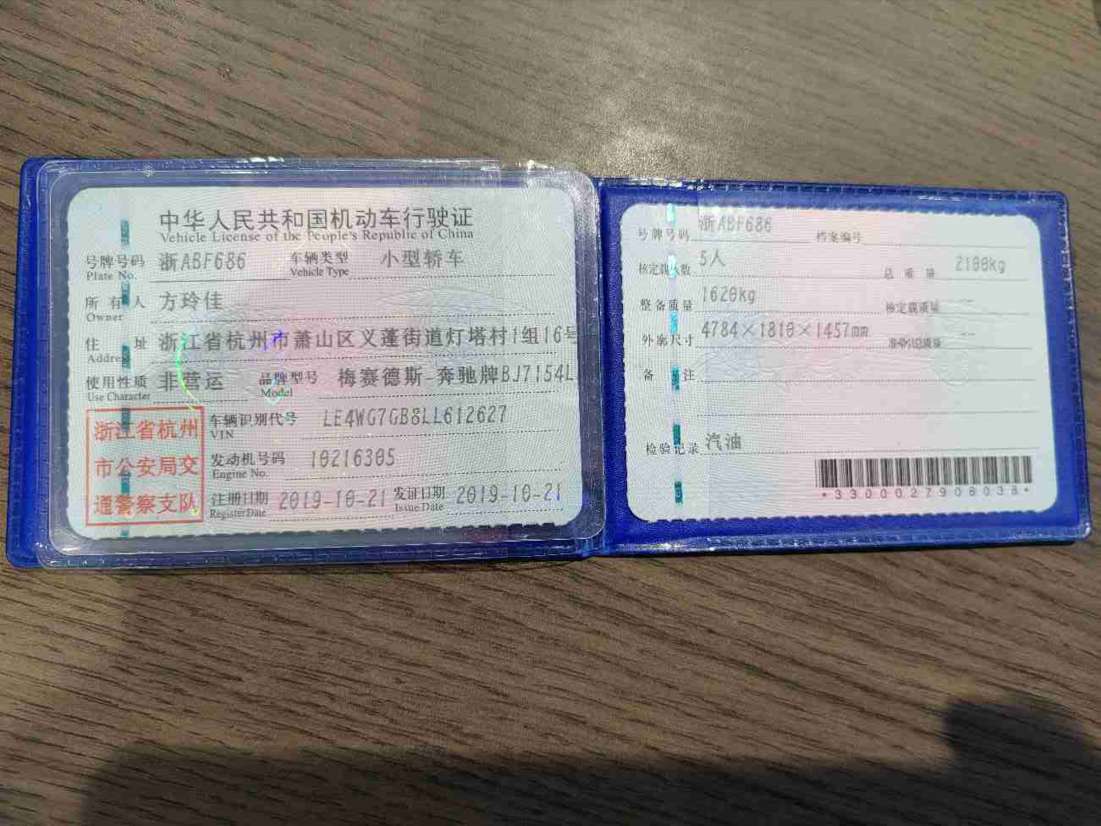 中华人民共和国机动车行驶证
Vehicle License of the People's Republic of China
号牌号码 浙ABF686 车辆类型 小型轿车
Plate No. Vehicle Type
所有人 方玲佳
Owner
住址 浙江省杭州市萧山区义蓬街道灯塔村1组16号
Address
使用性质 非营运 品牌型号 梅赛德斯-奔驰牌BJ7154L
Use Character Model
浙江省杭州
市公安局交
通警察支队
车辆识别代号 LE4WG7GB8LL612627
VIN
发动机号码 10216305
Engine No.
注册日期 2019-10-21 发证日期 2019-10-21
Register Date Issue Date
号牌号码 浙ABF686 档案编号
核定载人数 5人 总质量 2180kg
整备质量 1620kg 核定载质量 --
外廓尺寸 4784×1810×1457mm --
备注
检验记录 汽油
*3300027908038*